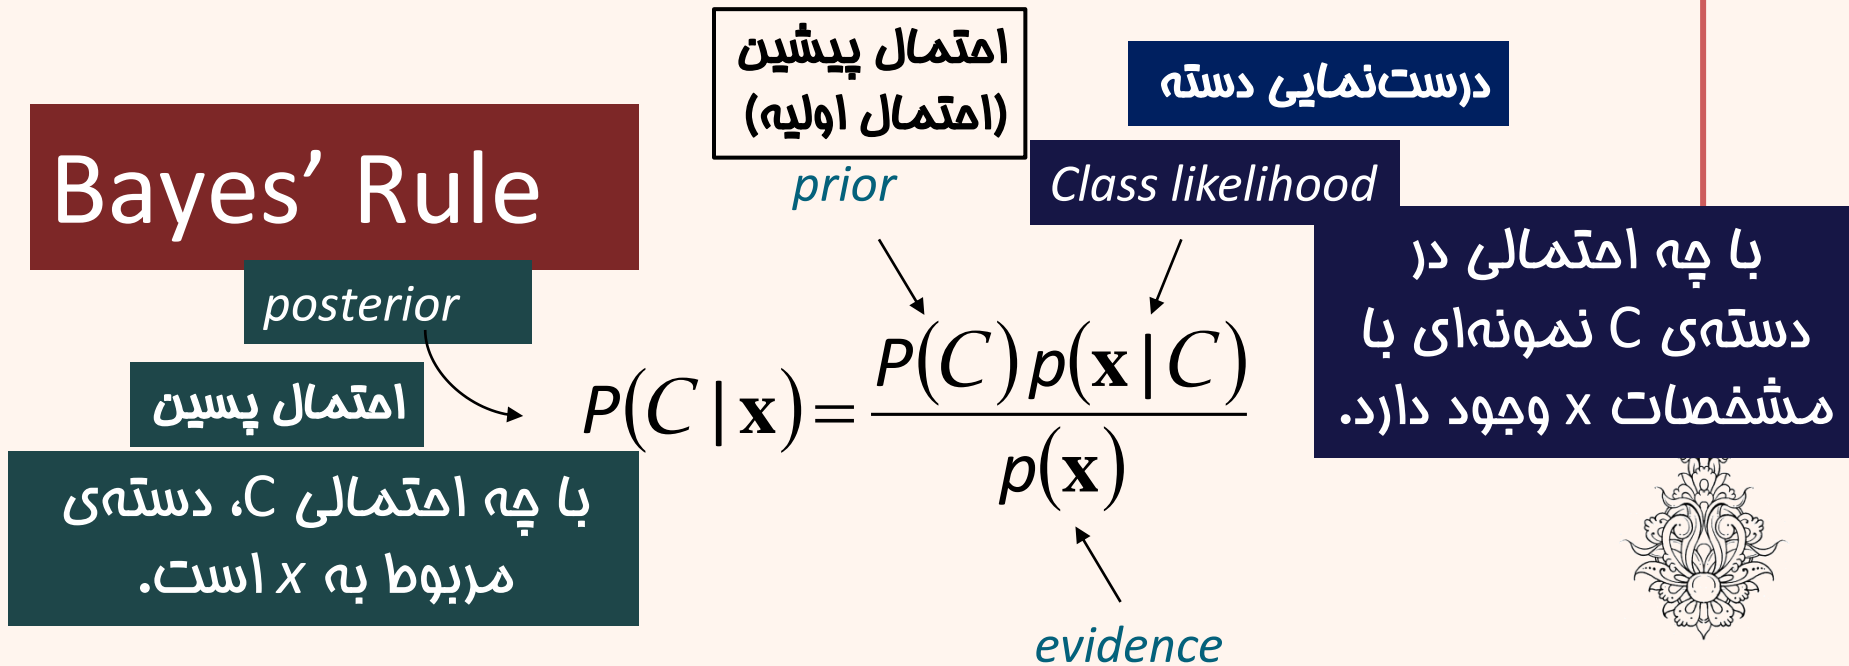 احتمال پیشین
(احتمال اولیه)
درست‌نمایی دسته
Bayes’ Rule
prior
Class likelihood
با چه احتمالی در
دسته‌ی C نمونه‌ای با
مشخصات x وجود دارد.
posterior
احتمال پسین
P(C | x) = P(C) p(x | C)
p(x)
با چه احتمالی C، دسته‌ی
مربوط به x است.
evidence